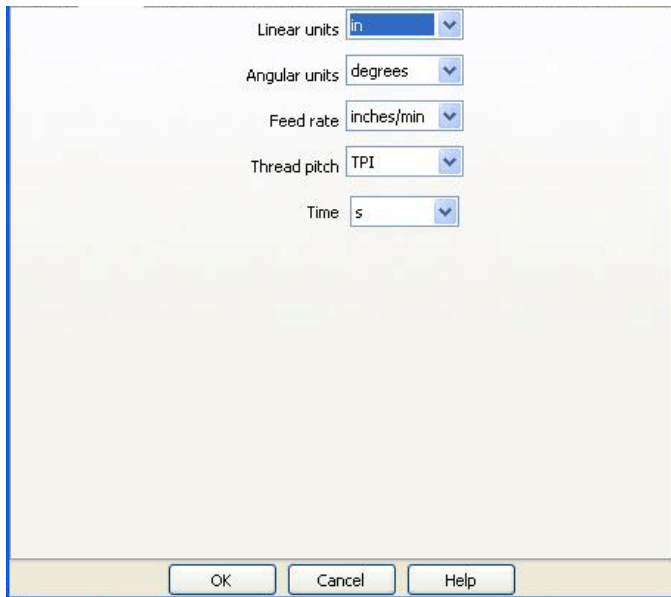 Linear units in
Angular units degrees
Feed rate inches/min
Thread pitch TPI
Time s
OK Cancel Help